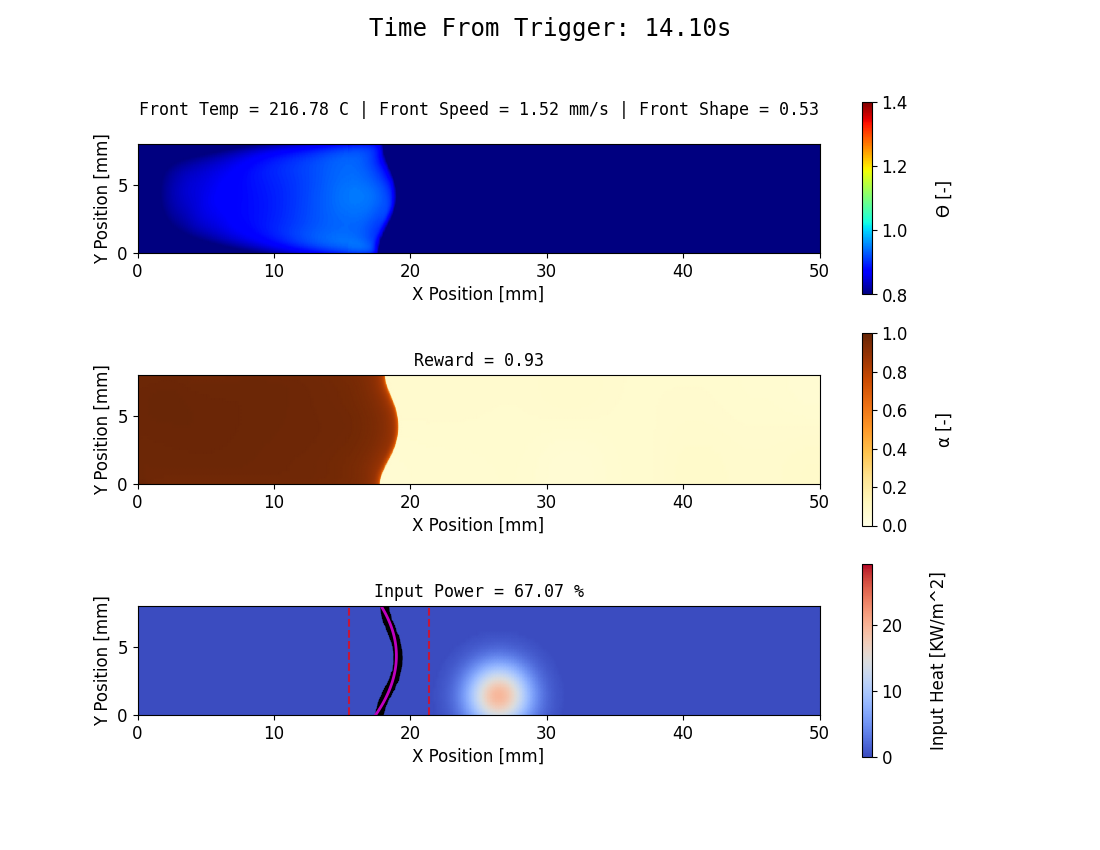 Time From Trigger: 14.10s
Front Temp = 216.78 C | Front Speed = 1.52 mm/s | Front Shape = 0.53
Y Position [mm]
5
0
0 10 20 30 40 50
X Position [mm]
1.4
1.2
1.0
0.8
Θ [-]
Reward = 0.93
Y Position [mm]
5
0
0 10 20 30 40 50
X Position [mm]
1.0
0.8
0.6
0.4
0.2
0.0
α [-]
Input Power = 67.07 %
Y Position [mm]
5
0
0 10 20 30 40 50
X Position [mm]
20
10
0
Input Heat [KW/m^2]